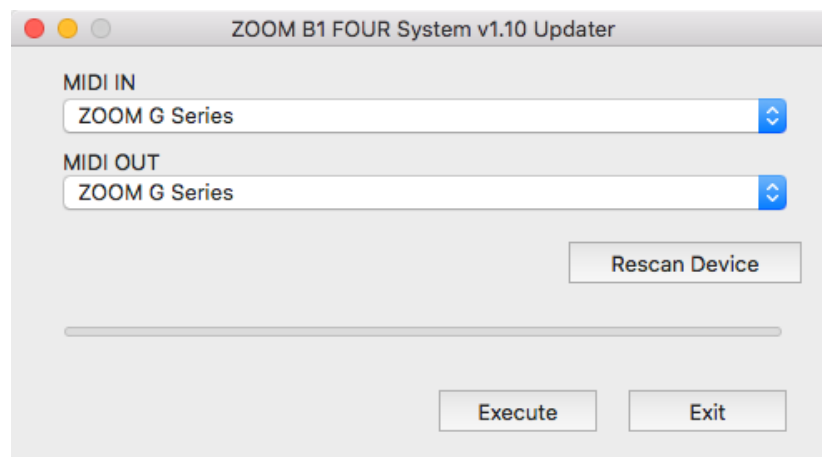 ZOOM B1 FOUR System v1.10 Updater
MIDI IN
ZOOM G Series
MIDI OUT
ZOOM G Series
Rescan Device
Execute Exit